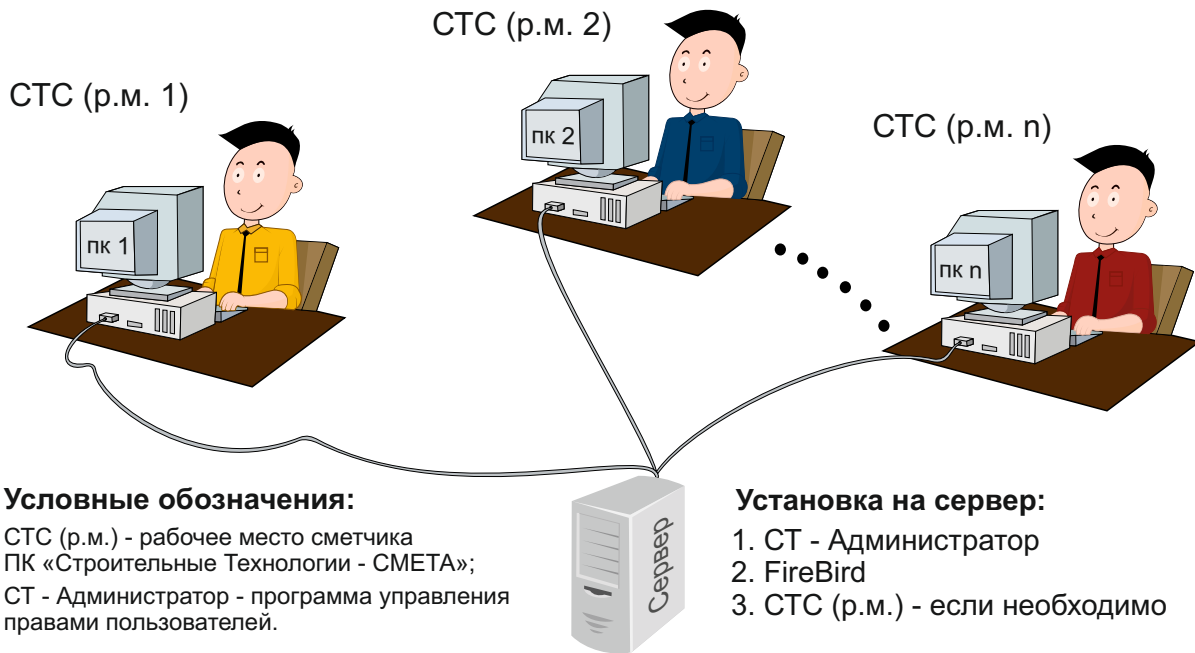 СТС (р.м. 1)
СТС (р.м. 2)
СТС (р.м. n)
пк 1
пк 2
пк n
Сервер
Условные обозначения:
СТС (р.м.) - рабочее место сметчика
ПК «Строительные Технологии - СМЕТА»;
СТ - Администратор - программа управления
правами пользователей.
Установка на сервер:
1. СТ - Администратор
2. FireBird
3. СТС (р.м.) - если необходимо